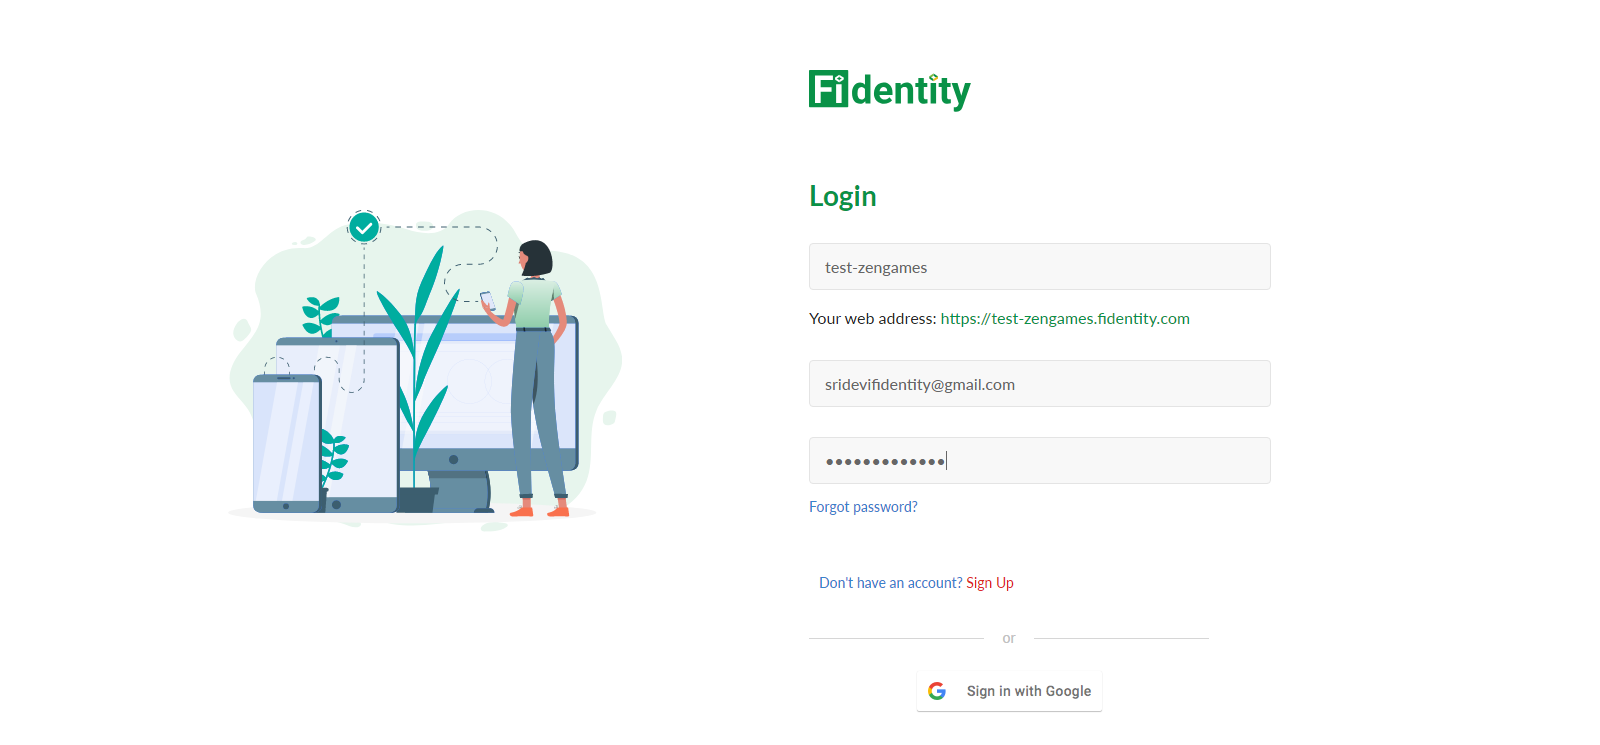 Fidentity
Login
test-zengames
Your web address: https://test-zengames.fidentity.com
sridevifidentity@gmail.com
•••••••••••••
Forgot password?
Don't have an account? Sign Up
or
Sign in with Google